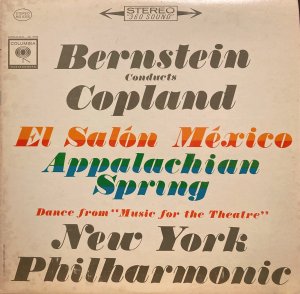 STEREO
360 SOUND
COLUMBIA
Bernstein
Conducts
Copland
El Salón México
Appalachian
Spring
Dance from "Music for the Theatre"
New York
Philharmonic